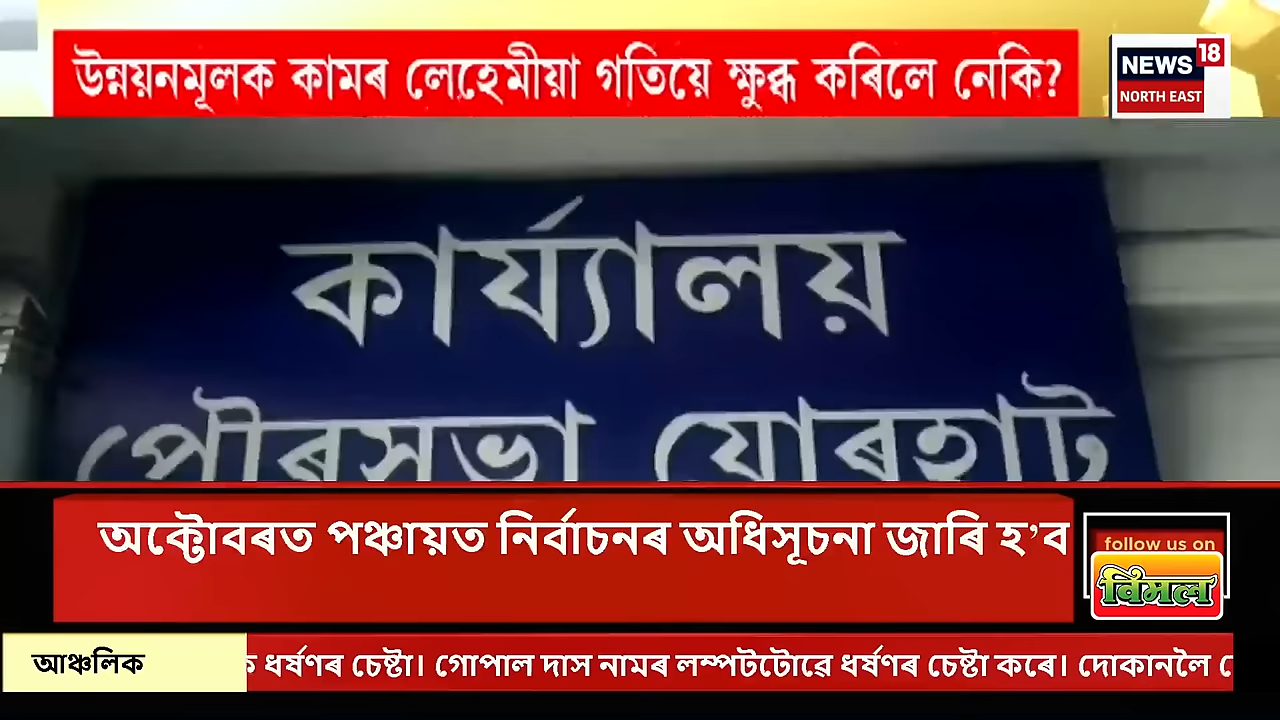 উন্নয়নমূলক কামৰ লেহেমীয়া গতিয়ে ক্ষুব্ধ কৰিলে নেকি?
NEWS 18
NORTH EAST
কাৰ্য্যালয়
পৌৰসভা যোৰহাট
অক্টোবৰত পঞ্চায়ত নিৰ্বাচনৰ অধিসূচনা জাৰি হ'ব
follow us on
বিমল
আঞ্চলিক
ধৰ্ষণৰ চেষ্টা। গোপাল দাস নামৰ লম্পটটোৱে ধৰ্ষণৰ চেষ্টা কৰে। দোকানলৈ